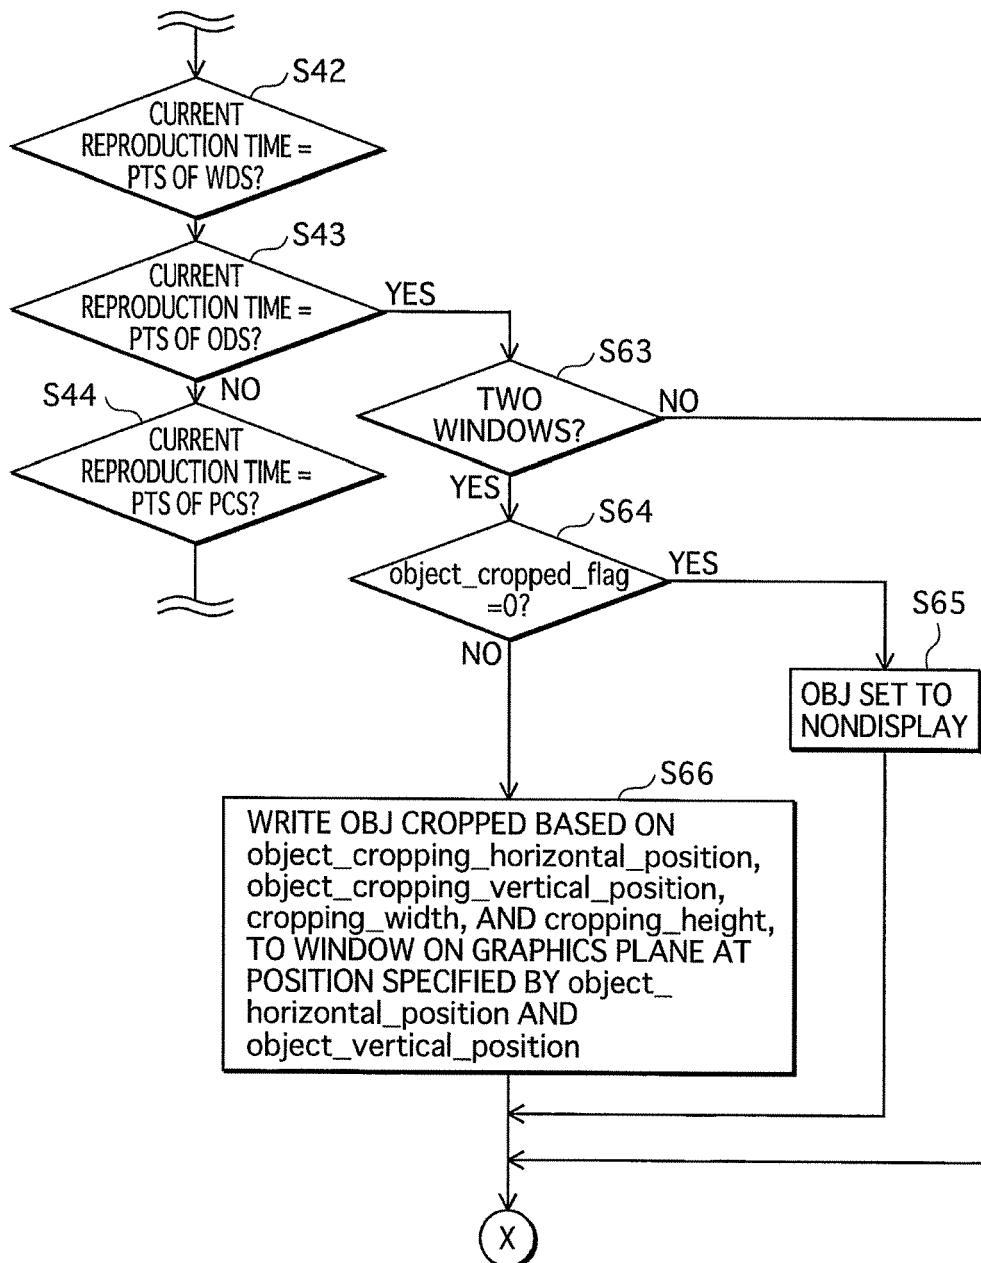 S42
CURRENT
REPRODUCTION TIME =
PTS OF WDS?
S43
CURRENT
REPRODUCTION TIME =
PTS OF ODS?
YES
NO
S44
CURRENT
REPRODUCTION TIME =
PTS OF PCS?
S63
TWO
WINDOWS?
NO
YES
S64
object_cropped_flag
=0?
YES
NO
S65
OBJ SET TO
NONDISPLAY
S66
WRITE OBJ CROPPED BASED ON
object_cropping_horizontal_position,
object_cropping_vertical_position,
cropping_width, AND cropping_height,
TO WINDOW ON GRAPHICS PLANE AT
POSITION SPECIFIED BY object_
horizontal_position AND
object_vertical_position
X